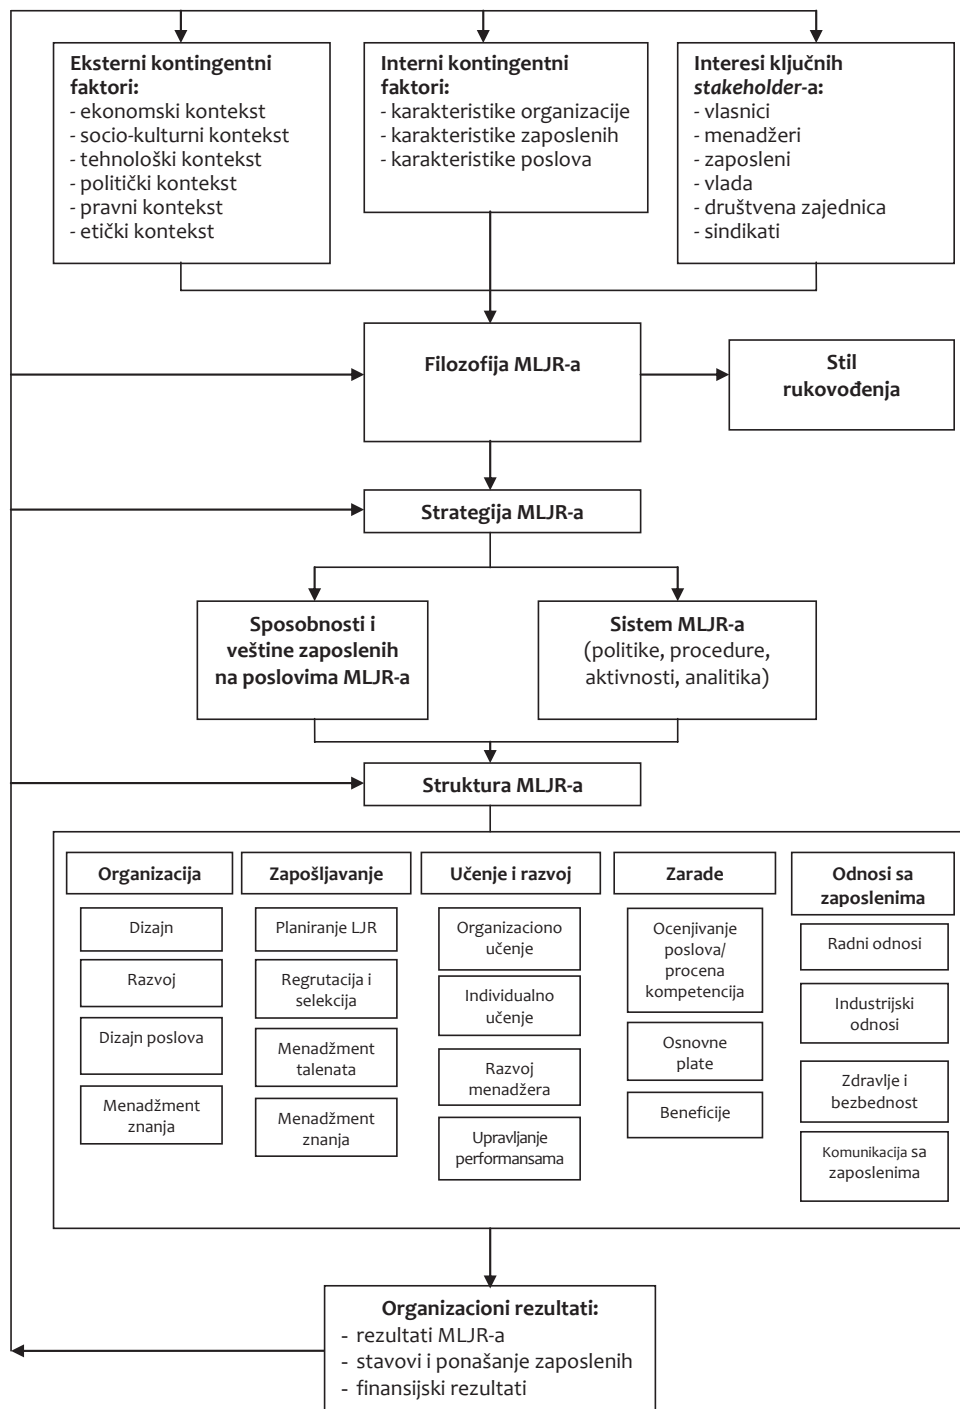 Eksterni kontingentni
faktori:
- ekonomski kontekst
- socio-kulturni kontekst
- tehnološki kontekst
- politički kontekst
- pravni kontekst
- etički kontekst
Interni kontingentni
faktori:
- karakteristike organizacije
- karakteristike zaposlenih
- karakteristike poslova
Interesi ključnih
stakeholder-a:
- vlasnici
- menadžeri
- zaposleni
- vlada
- društvena zajednica
- sindikati
Filozofija MLJR-a
Stil
rukovođenja
Strategija MLJR-a
Sposobnosti i
veštine zaposlenih
na poslovima MLJR-a
Sistem MLJR-a
(politike, procedure,
aktivnosti, analitika)
Struktura MLJR-a
Organizacija
Dizajn
Razvoj
Dizajn poslova
Menadžment
znanja
Zapošljavanje
Planiranje LJR
Regrutacija i
selekcija
Menadžment
talenata
Menadžment
znanja
Učenje i razvoj
Organizaciono
učenje
Individualno
učenje
Razvoj
menadžera
Upravljanje
performansama
Zarade
Ocenjivanje
poslova/
procena
kompetencija
Osnovne
plate
Beneficije
Odnosi sa
zaposlenima
Radni odnosi
Industrijski
odnosi
Zdravlje i
bezbednost
Komunikacija sa
zaposlenima
Organizacioni rezultati:
- rezultati MLJR-a
- stavovi i ponašanje zaposlenih
- finansijski rezultati